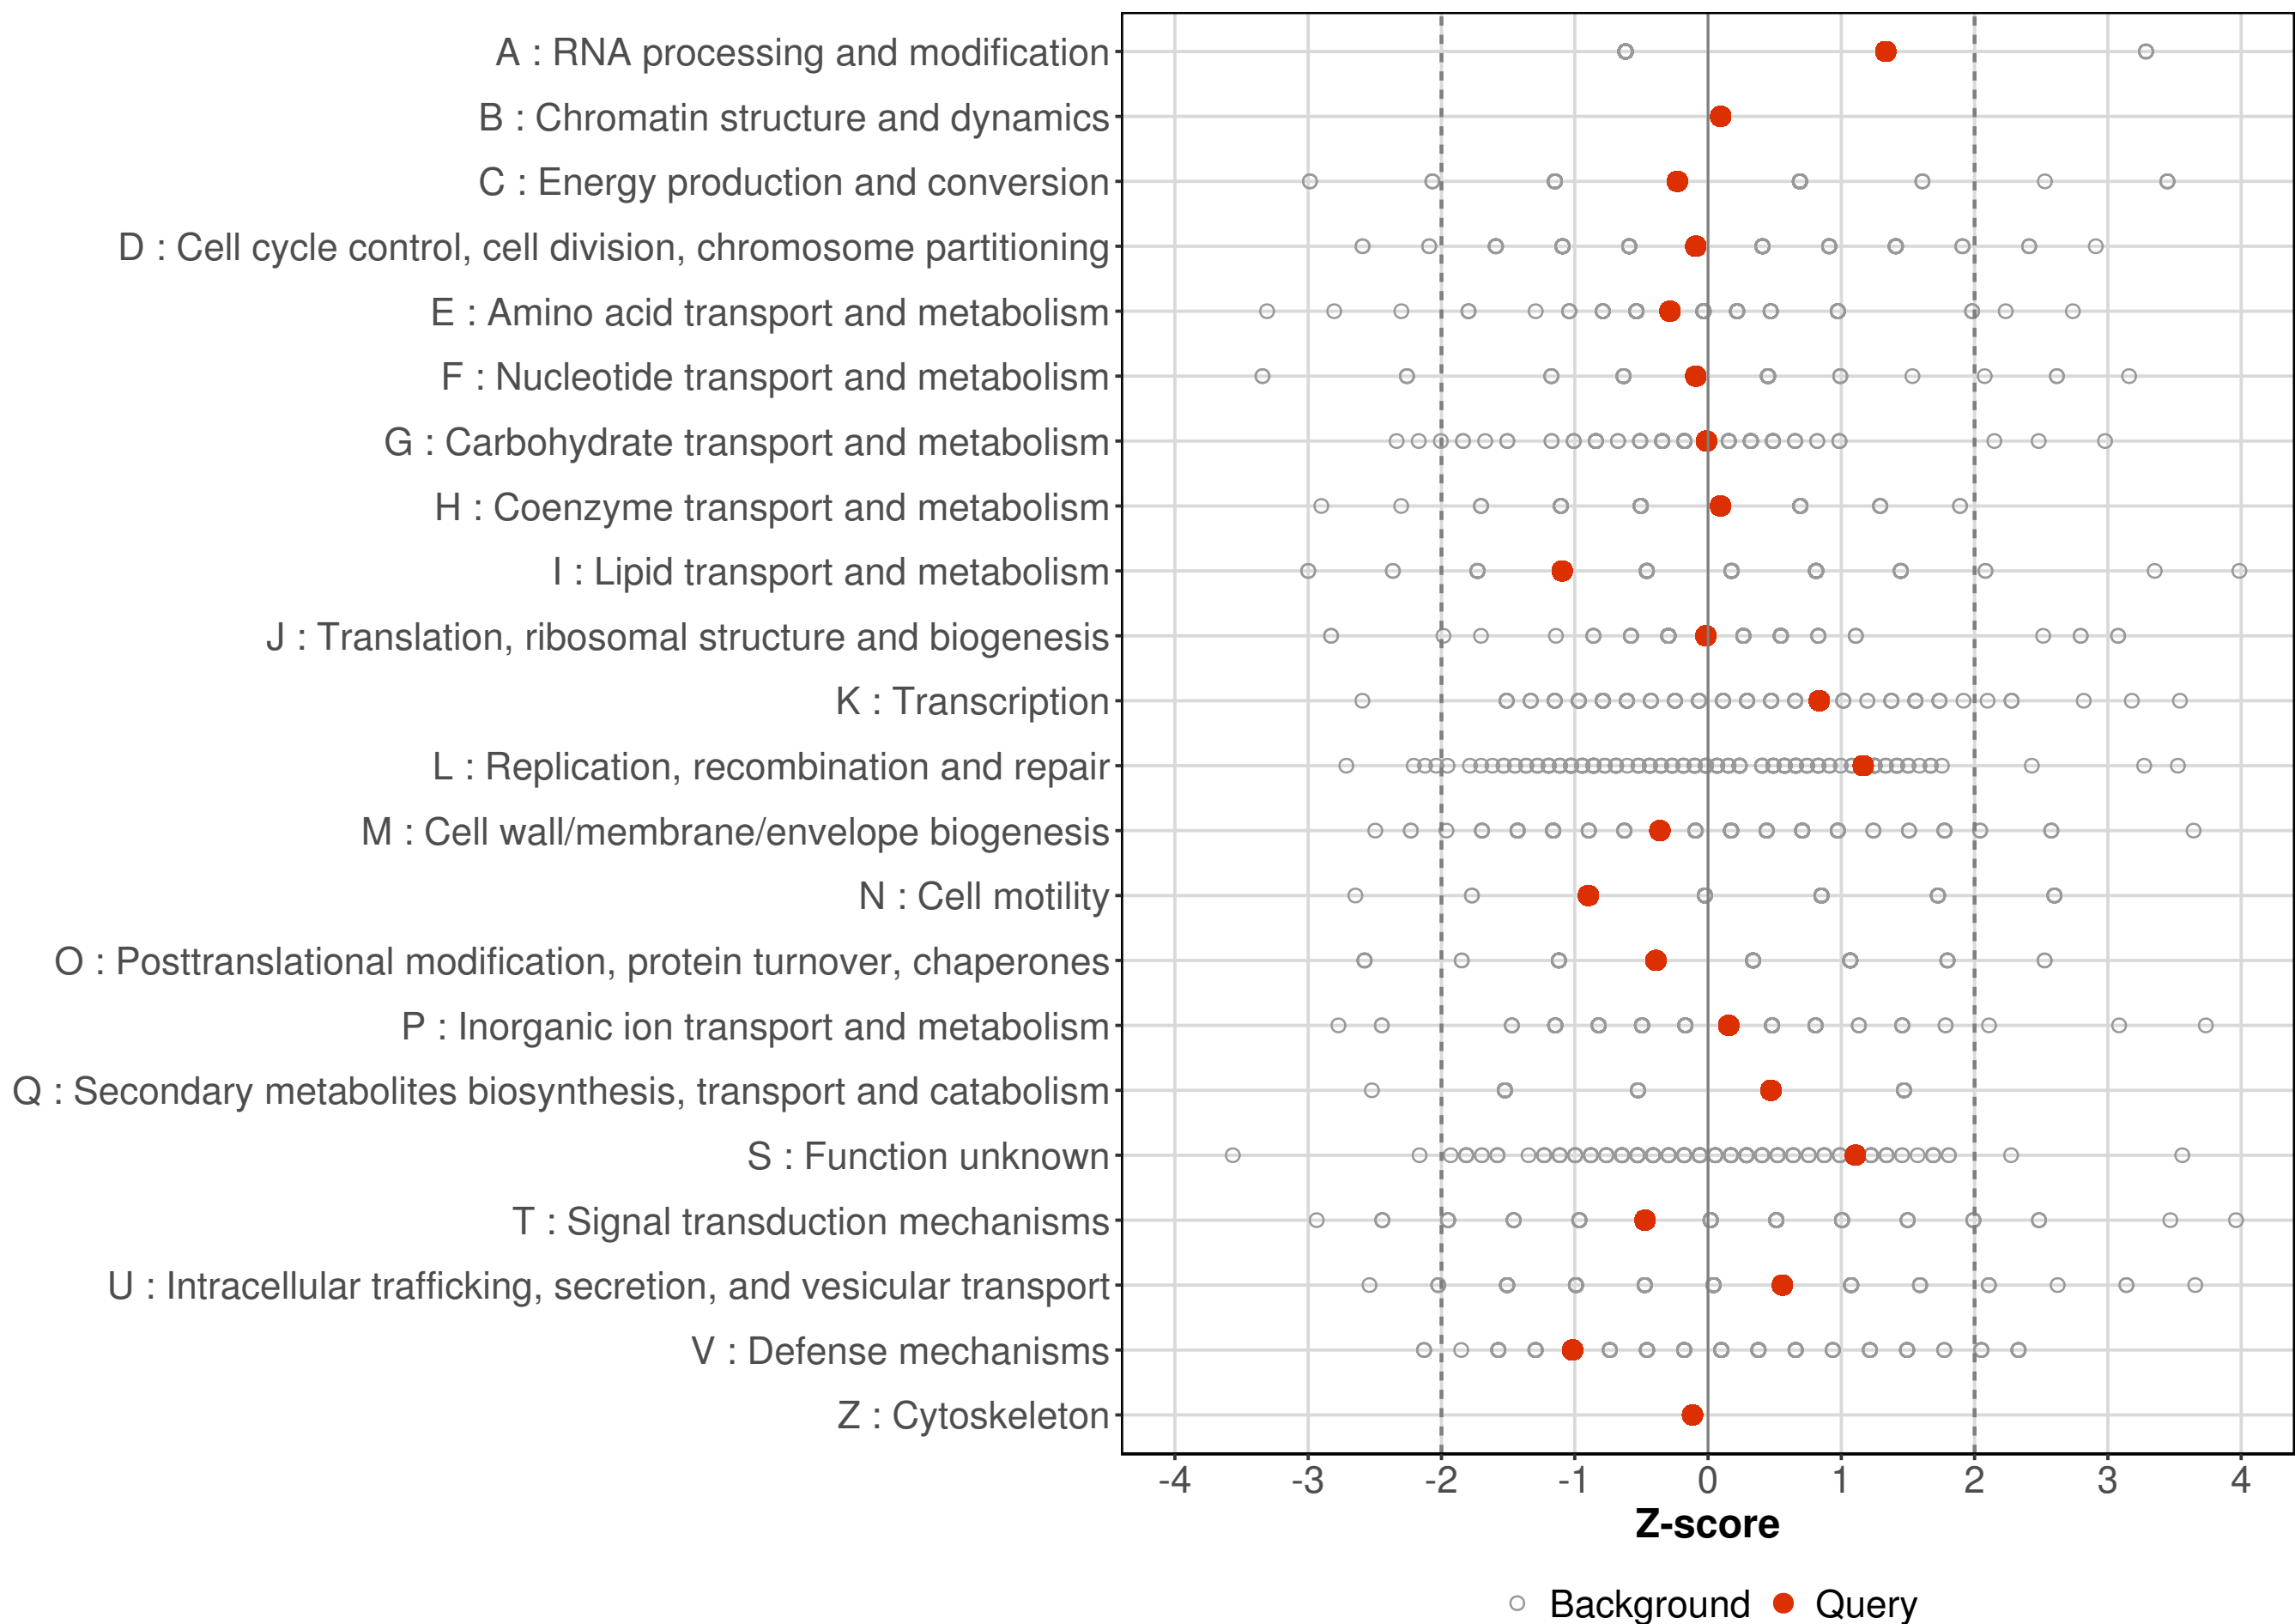 A : RNA processing and modification
B : Chromatin structure and dynamics
C : Energy production and conversion
D : Cell cycle control, cell division, chromosome partitioning
E : Amino acid transport and metabolism
F : Nucleotide transport and metabolism
G : Carbohydrate transport and metabolism
H : Coenzyme transport and metabolism
I : Lipid transport and metabolism
J : Translation, ribosomal structure and biogenesis
K : Transcription
L : Replication, recombination and repair
M : Cell wall/membrane/envelope biogenesis
N : Cell motility
O : Posttranslational modification, protein turnover, chaperones
P : Inorganic ion transport and metabolism
Q : Secondary metabolites biosynthesis, transport and catabolism
S : Function unknown
T : Signal transduction mechanisms
U : Intracellular trafficking, secretion, and vesicular transport
V : Defense mechanisms
Z : Cytoskeleton
-4 -3 -2 -1 0 1 2 3 4
Z-score
Background Query